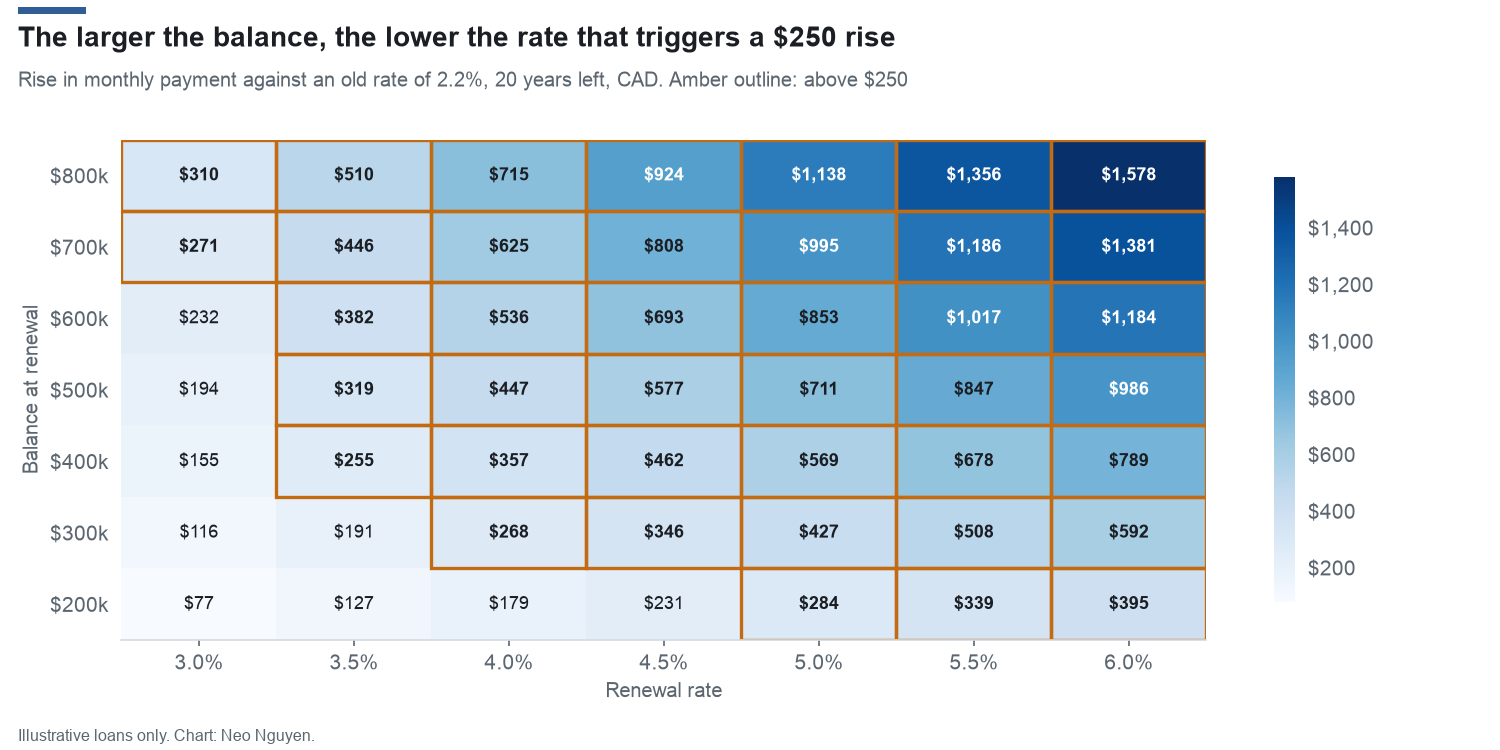 The larger the balance, the lower the rate that triggers a $250 rise
Rise in monthly payment against an old rate of 2.2%, 20 years left, CAD. Amber outline: above $250
Balance at renewal
$800k $310 $510 $715 $924 $1,138 $1,356 $1,578
$700k $271 $446 $625 $808 $995 $1,186 $1,381
$600k $232 $382 $536 $693 $853 $1,017 $1,184
$500k $194 $319 $447 $577 $711 $847 $986
$400k $155 $255 $357 $462 $569 $678 $789
$300k $116 $191 $268 $346 $427 $508 $592
$200k $77 $127 $179 $231 $284 $339 $395
3.0% 3.5% 4.0% 4.5% 5.0% 5.5% 6.0%
Renewal rate
$1,400
$1,200
$1,000
$800
$600
$400
$200
Illustrative loans only. Chart: Neo Nguyen.